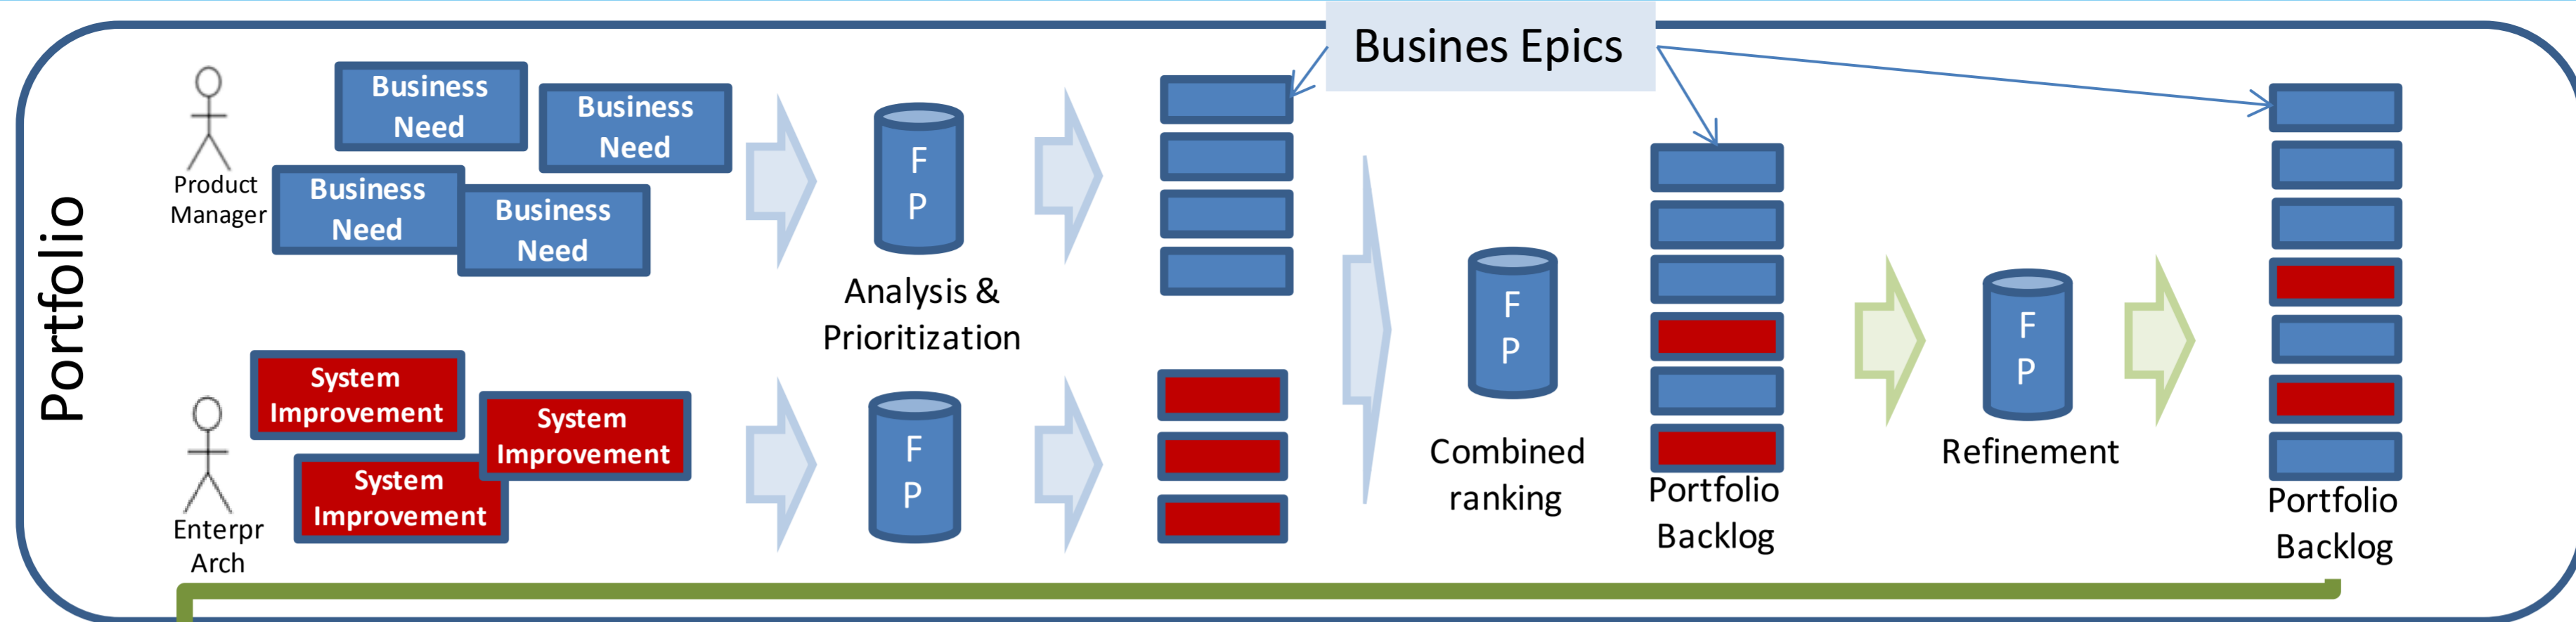 Busines Epics
Portfolio
Product
Manager
Business
Need
Business
Need
Business
Need
Business
Need
F
P
Analysis &
Prioritization
Enterpr
Arch
System
Improvement
System
Improvement
System
Improvement
F
P
F
P
Combined
ranking
Portfolio
Backlog
F
P
Refinement
Portfolio
Backlog